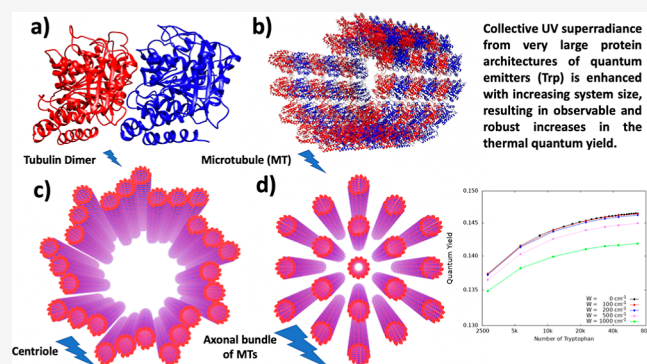 a)
b)
Collective UV superradiance
from very large protein
architectures of quantum
emitters (Trp) is enhanced
with increasing system size,
resulting in observable and
robust increases in the
thermal quantum yield.
Tubulin Dimer
Microtubule (MT)
c)
d)
Centriole
Axonal bundle
of MTs
0.150
0.145
0.140
0.135
0.130
Quantum Yield
W = 0 cm⁻¹
W = 100 cm⁻¹
W = 200 cm⁻¹
W = 500 cm⁻¹
W = 1000 cm⁻¹
2500 5k 10k 20k 40k 80k
Number of Tryptophan